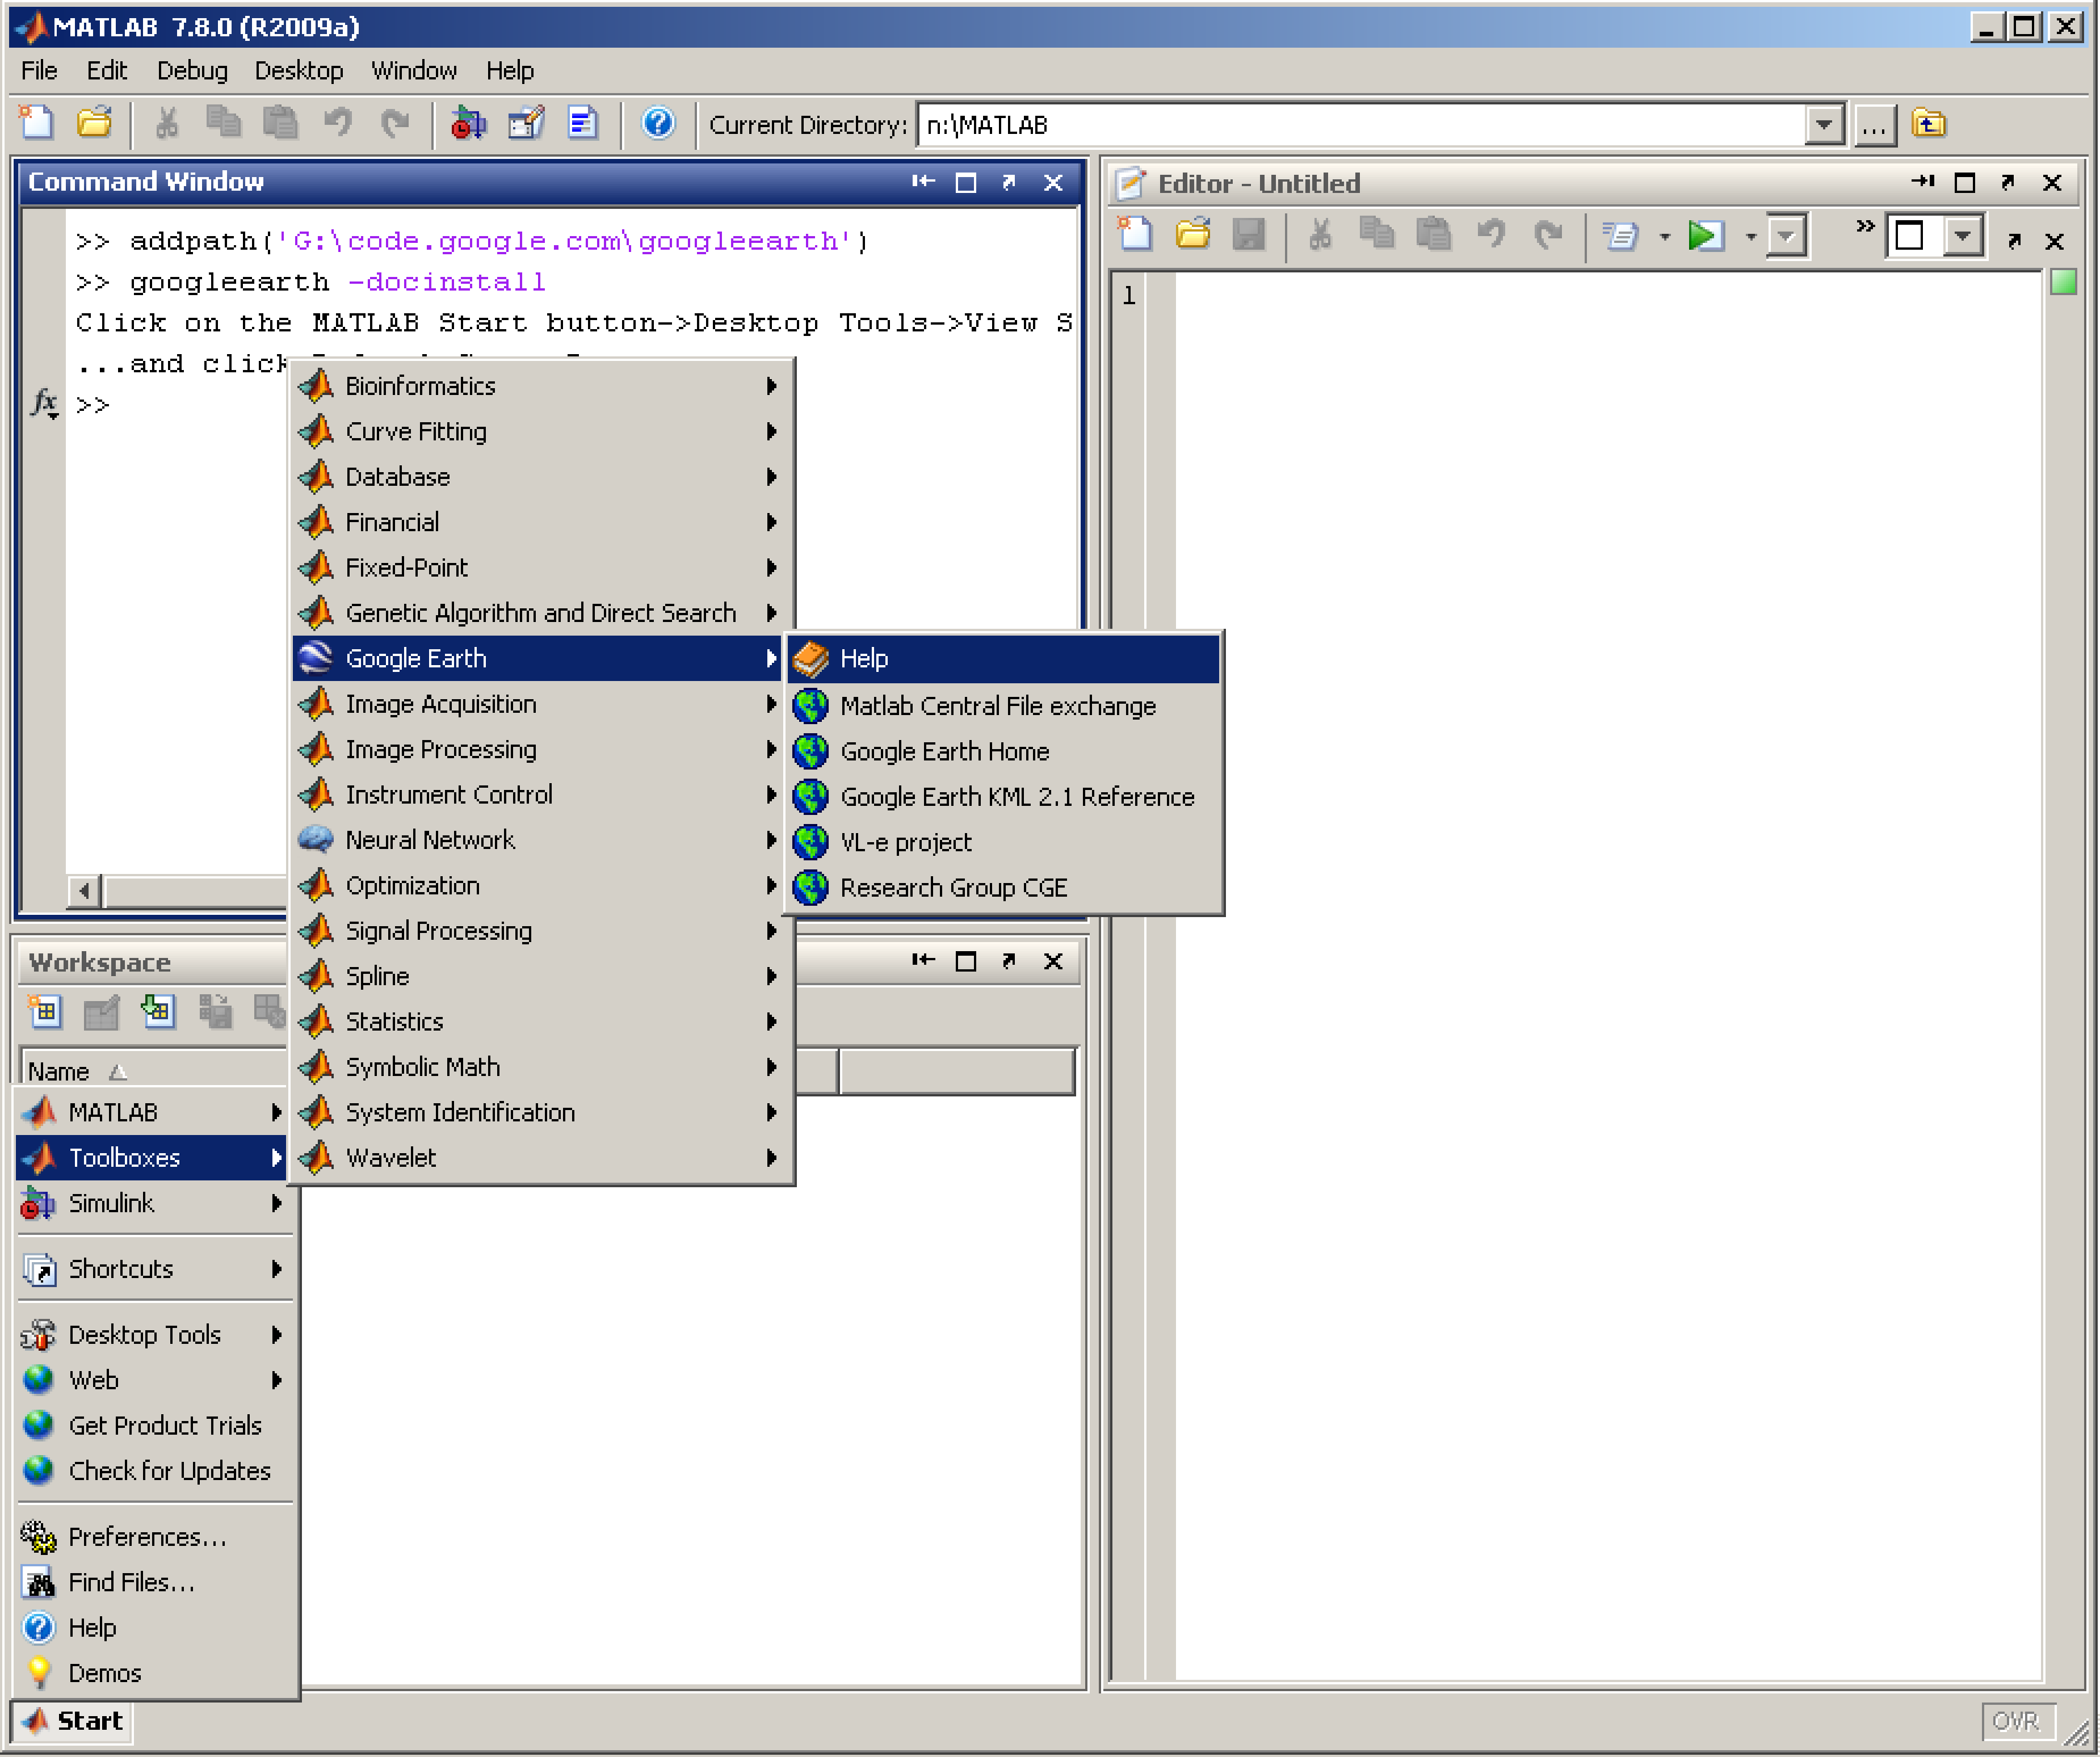 MATLAB 7.8.0 (R2009a)
File Edit Debug Desktop Window Help
Current Directory: n:\MATLAB ...
Command Window
>> addpath('G:\code.google.com\googleearth')
>> googleearth -docinstall
Click on the MATLAB Start button->Desktop Tools->View S
...and click
fx >>
Bioinformatics
Curve Fitting
Database
Financial
Fixed-Point
Genetic Algorithm and Direct Search
Google Earth
Image Acquisition
Image Processing
Instrument Control
Neural Network
Optimization
Signal Processing
Spline
Statistics
Symbolic Math
System Identification
Wavelet
Help
Matlab Central File exchange
Google Earth Home
Google Earth KML 2.1 Reference
VL-e project
Research Group CGE
Workspace
Name
MATLAB
Toolboxes
Simulink
Shortcuts
Desktop Tools
Web
Get Product Trials
Check for Updates
Preferences...
Find Files...
Help
Demos
Start
Editor - Untitled
1
OVR